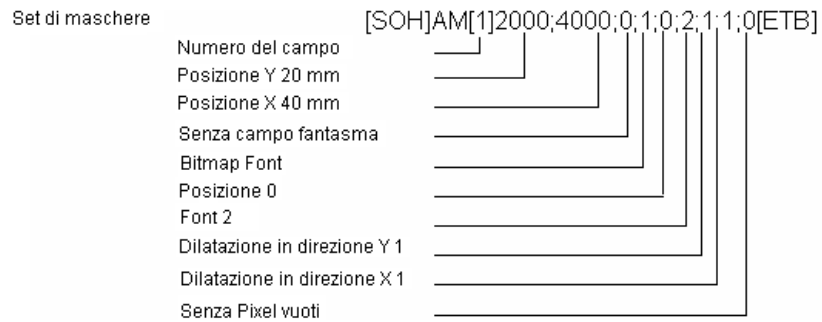 Set di maschere [SOH]AM[1]2000;4000;0;1;0;2;1;1;0[ETB]
Numero del campo
Posizione Y 20 mm
Posizione X 40 mm
Senza campo fantasma
Bitmap Font
Posizione 0
Font 2
Dilatazione in direzione Y 1
Dilatazione in direzione X 1
Senza Pixel vuoti